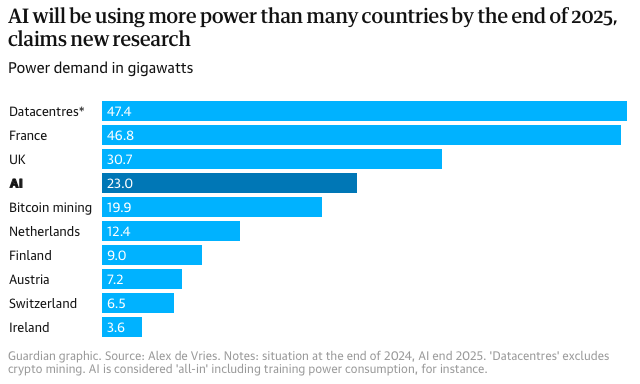 AI will be using more power than many countries by the end of 2025,
claims new research
Power demand in gigawatts
Datacentres* 47.4
France 46.8
UK 30.7
AI 23.0
Bitcoin mining 19.9
Netherlands 12.4
Finland 9.0
Austria 7.2
Switzerland 6.5
Ireland 3.6
Guardian graphic. Source: Alex de Vries. Notes: situation at the end of 2024, AI end 2025. 'Datacentres' excludes
crypto mining. AI is considered 'all-in' including training power consumption, for instance.